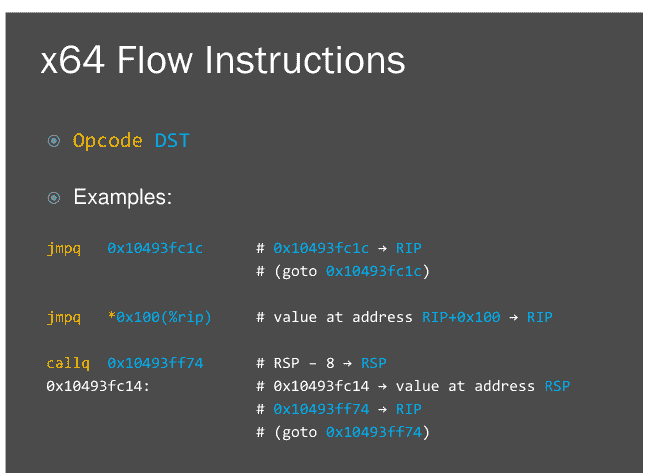 x64 Flow Instructions
Opcode DST
Examples:
jmpq 0x10493fc1c # 0x10493fc1c → RIP
# (goto 0x10493fc1c)
jmpq *0x100(%rip) # value at address RIP+0x100 → RIP
callq 0x10493ff74 # RSP – 8 → RSP
0x10493fc14: # 0x10493fc14 → value at address RSP
# 0x10493ff74 → RIP
# (goto 0x10493ff74)